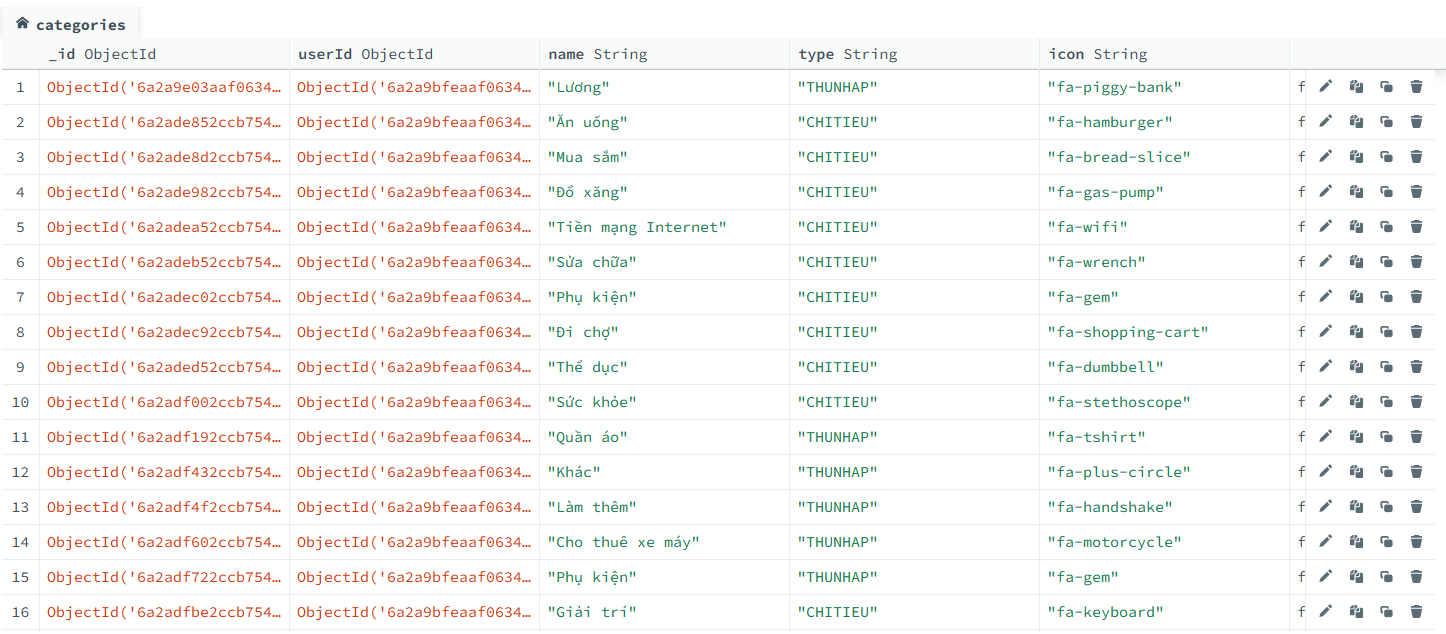 categories
_id ObjectId userId ObjectId name String type String icon String
1 ObjectId('6a2a9e03aaf0634… ObjectId('6a2a9bfeaaf0634… "Lương" "THUNHAP" "fa-piggy-bank" f
2 ObjectId('6a2ade852ccb754… ObjectId('6a2a9bfeaaf0634… "Ăn uống" "CHITIEU" "fa-hamburger" f
3 ObjectId('6a2ade8d2ccb754… ObjectId('6a2a9bfeaaf0634… "Mua sắm" "CHITIEU" "fa-bread-slice" f
4 ObjectId('6a2ade982ccb754… ObjectId('6a2a9bfeaaf0634… "Đổ xăng" "CHITIEU" "fa-gas-pump" f
5 ObjectId('6a2adea52ccb754… ObjectId('6a2a9bfeaaf0634… "Tiền mạng Internet" "CHITIEU" "fa-wifi" f
6 ObjectId('6a2adeb52ccb754… ObjectId('6a2a9bfeaaf0634… "Sửa chữa" "CHITIEU" "fa-wrench" f
7 ObjectId('6a2adec02ccb754… ObjectId('6a2a9bfeaaf0634… "Phụ kiện" "CHITIEU" "fa-gem" f
8 ObjectId('6a2adec92ccb754… ObjectId('6a2a9bfeaaf0634… "Đi chợ" "CHITIEU" "fa-shopping-cart" f
9 ObjectId('6a2aded52ccb754… ObjectId('6a2a9bfeaaf0634… "Thể dục" "CHITIEU" "fa-dumbbell" f
10 ObjectId('6a2adf002ccb754… ObjectId('6a2a9bfeaaf0634… "Sức khỏe" "CHITIEU" "fa-stethoscope" f
11 ObjectId('6a2adf192ccb754… ObjectId('6a2a9bfeaaf0634… "Quần áo" "THUNHAP" "fa-tshirt" f
12 ObjectId('6a2adf432ccb754… ObjectId('6a2a9bfeaaf0634… "Khác" "THUNHAP" "fa-plus-circle" f
13 ObjectId('6a2adf4f2ccb754… ObjectId('6a2a9bfeaaf0634… "Làm thêm" "THUNHAP" "fa-handshake" f
14 ObjectId('6a2adf602ccb754… ObjectId('6a2a9bfeaaf0634… "Cho thuê xe máy" "THUNHAP" "fa-motorcycle" f
15 ObjectId('6a2adf722ccb754… ObjectId('6a2a9bfeaaf0634… "Phụ kiện" "THUNHAP" "fa-gem" f
16 ObjectId('6a2adfbe2ccb754… ObjectId('6a2a9bfeaaf0634… "Giải trí" "CHITIEU" "fa-keyboard" f